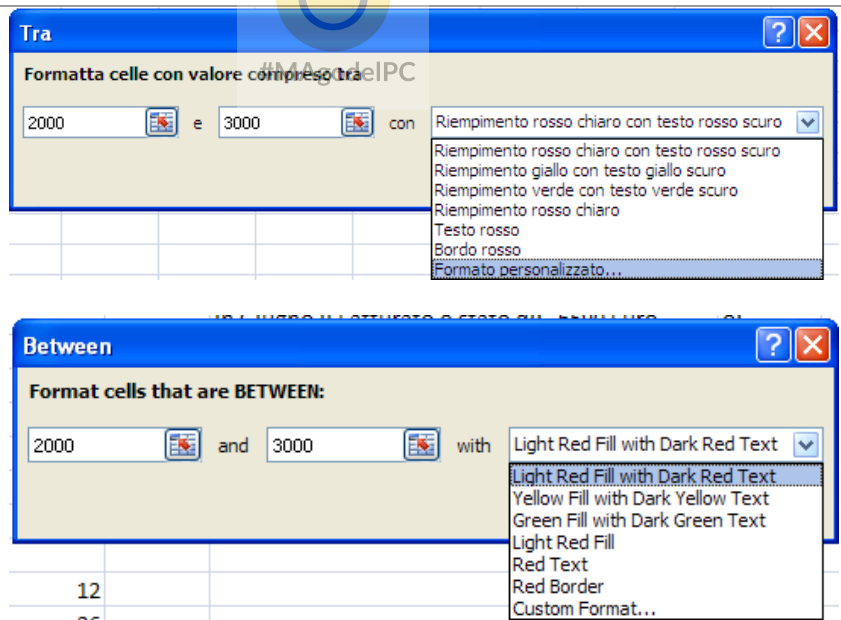 Tra
#MAgodelPC
Formatta celle con valore compreso tra
2000 e 3000 con Riempimento rosso chiaro con testo rosso scuro
Riempimento rosso chiaro con testo rosso scuro
Riempimento giallo con testo giallo scuro
Riempimento verde con testo verde scuro
Riempimento rosso chiaro
Testo rosso
Bordo rosso
Formato personalizzato...
Between
Format cells that are BETWEEN:
2000 and 3000 with Light Red Fill with Dark Red Text
Light Red Fill with Dark Red Text
Yellow Fill with Dark Yellow Text
Green Fill with Dark Green Text
Light Red Fill
Red Text
Red Border
Custom Format...
12